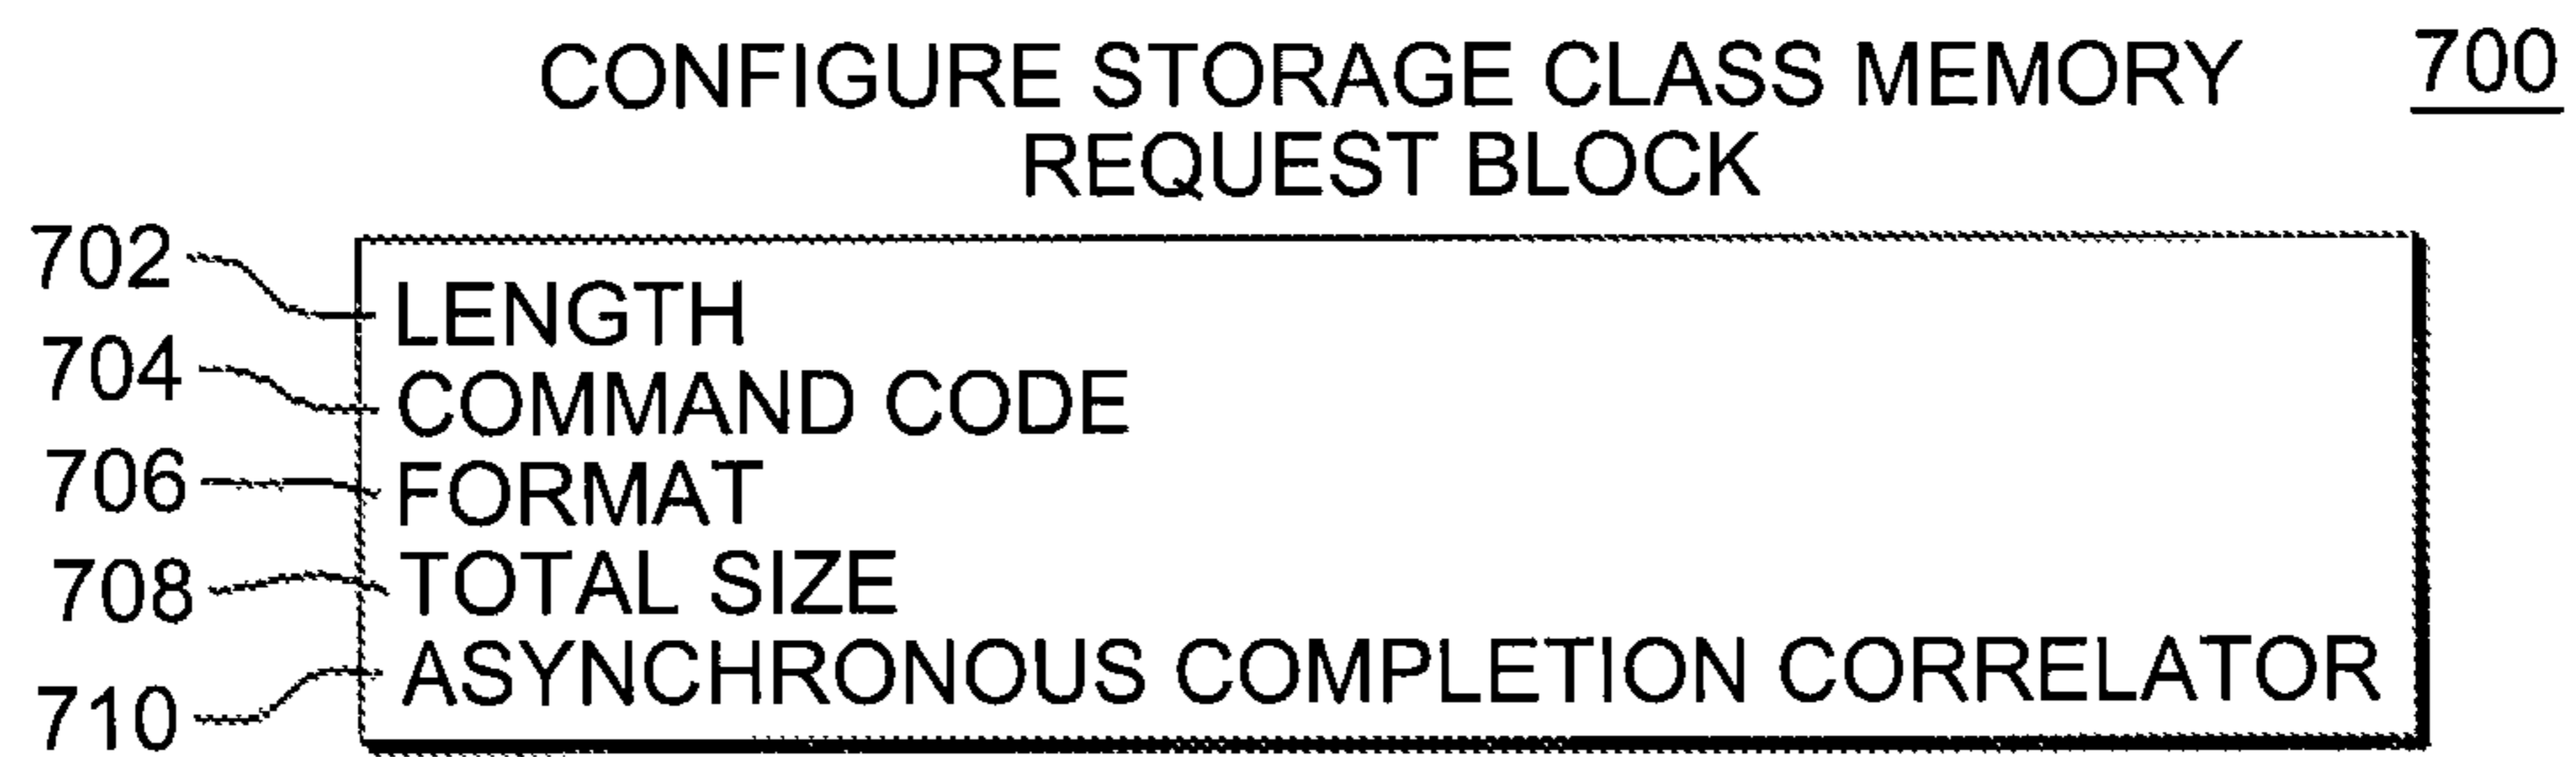 CONFIGURE STORAGE CLASS MEMORY 700
REQUEST BLOCK
702 LENGTH
704 COMMAND CODE
706 FORMAT
708 TOTAL SIZE
710 ASYNCHRONOUS COMPLETION CORRELATOR